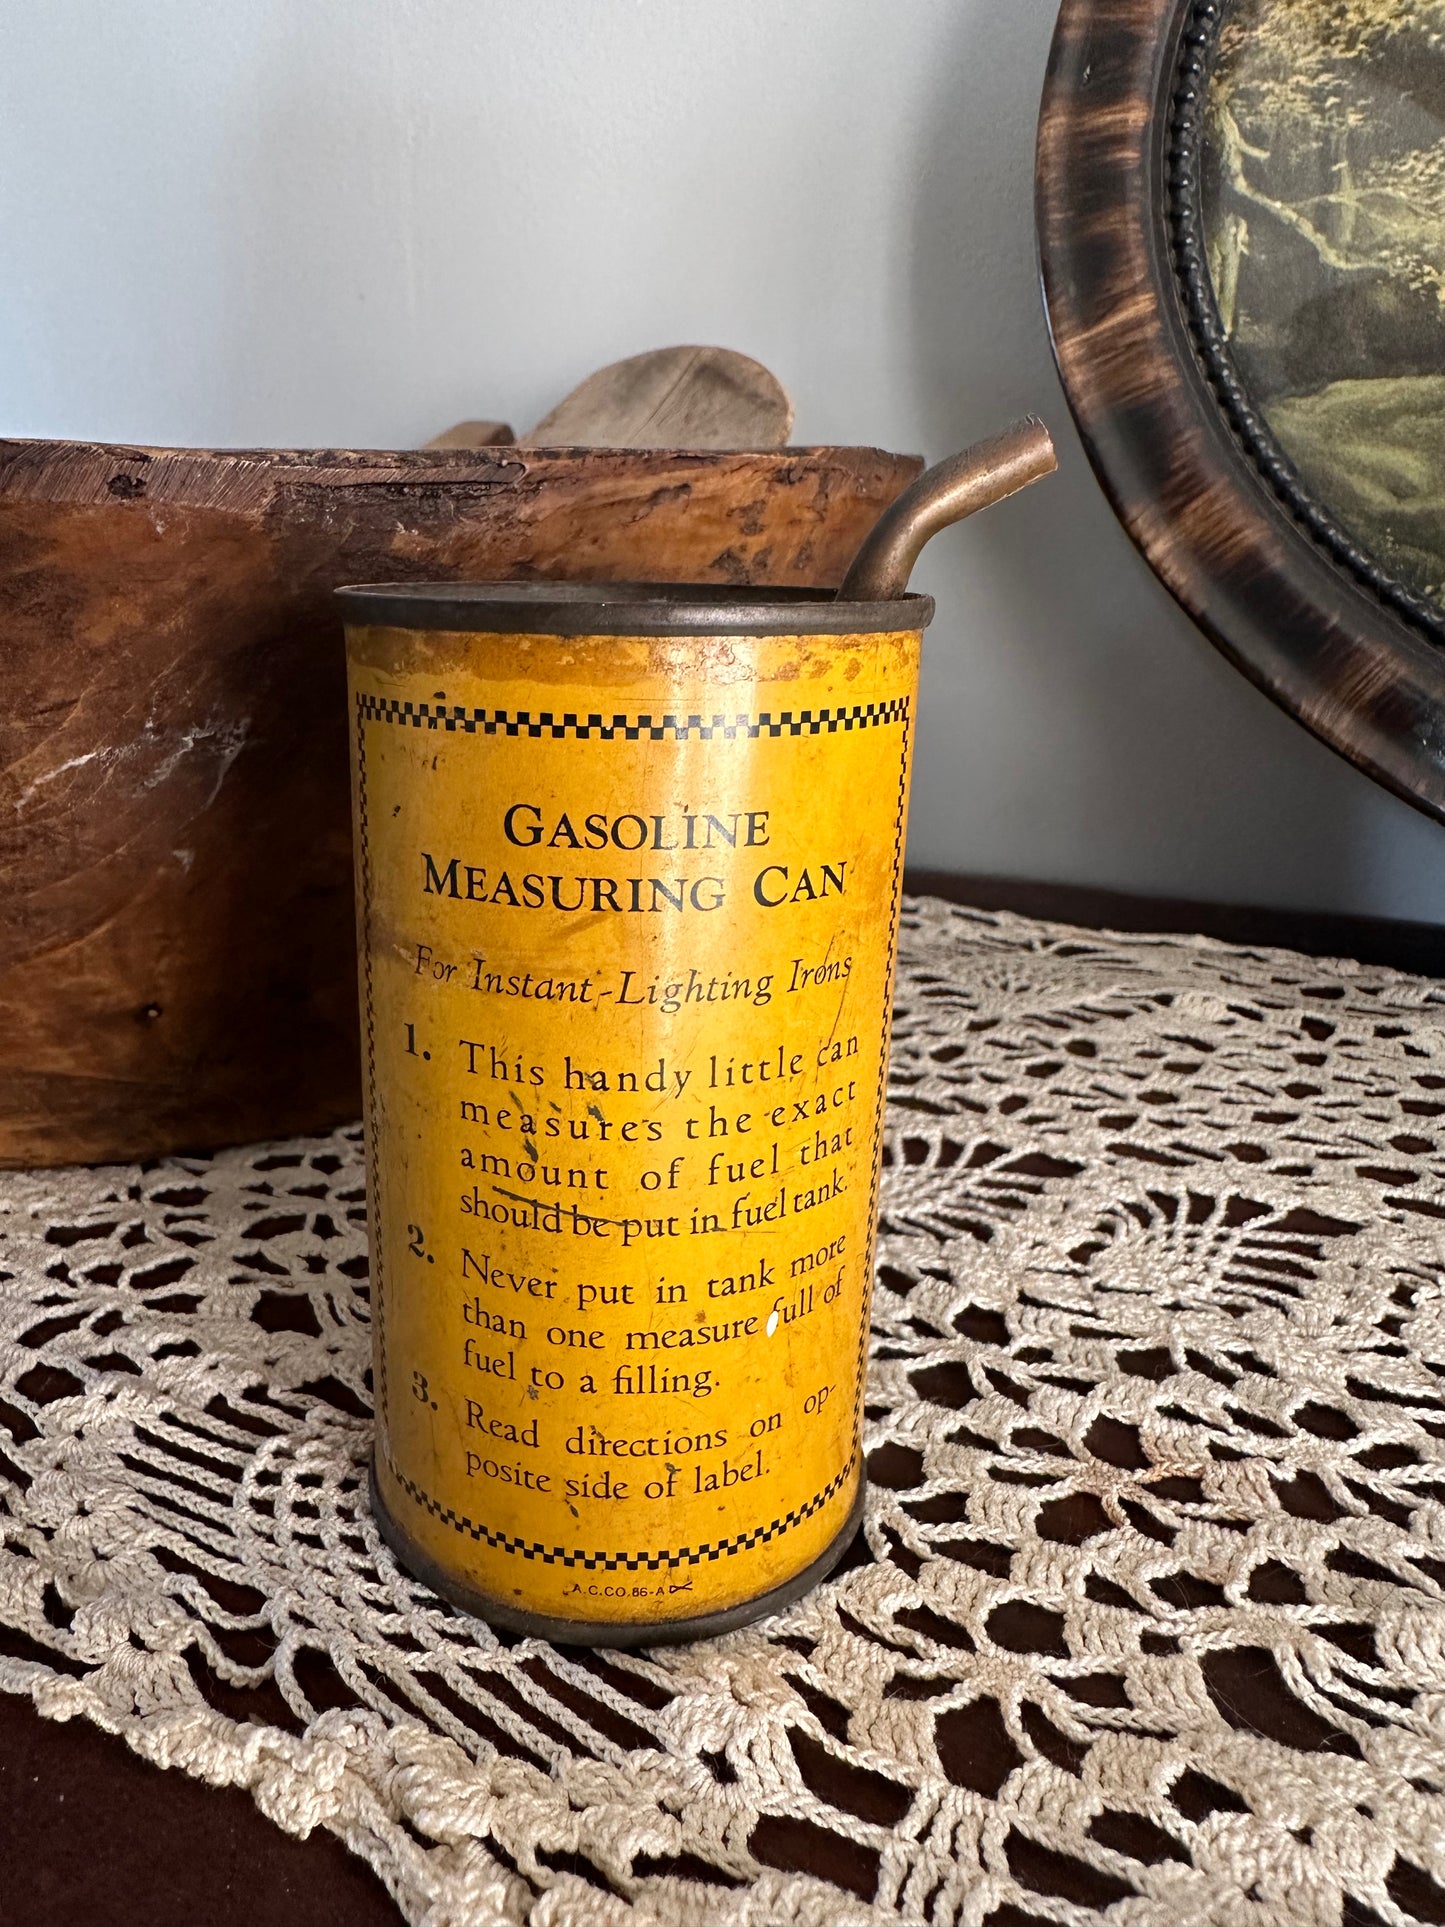 GASOLINE
MEASURING CAN
For Instant-Lighting Irons
1. This handy little can
measures the exact
amount of fuel that
should be put in fuel tank.
2. Never put in tank more
than one measure full of
fuel to a filling.
3. Read directions on op-
posite side of label.
A.C.CO. 86-A